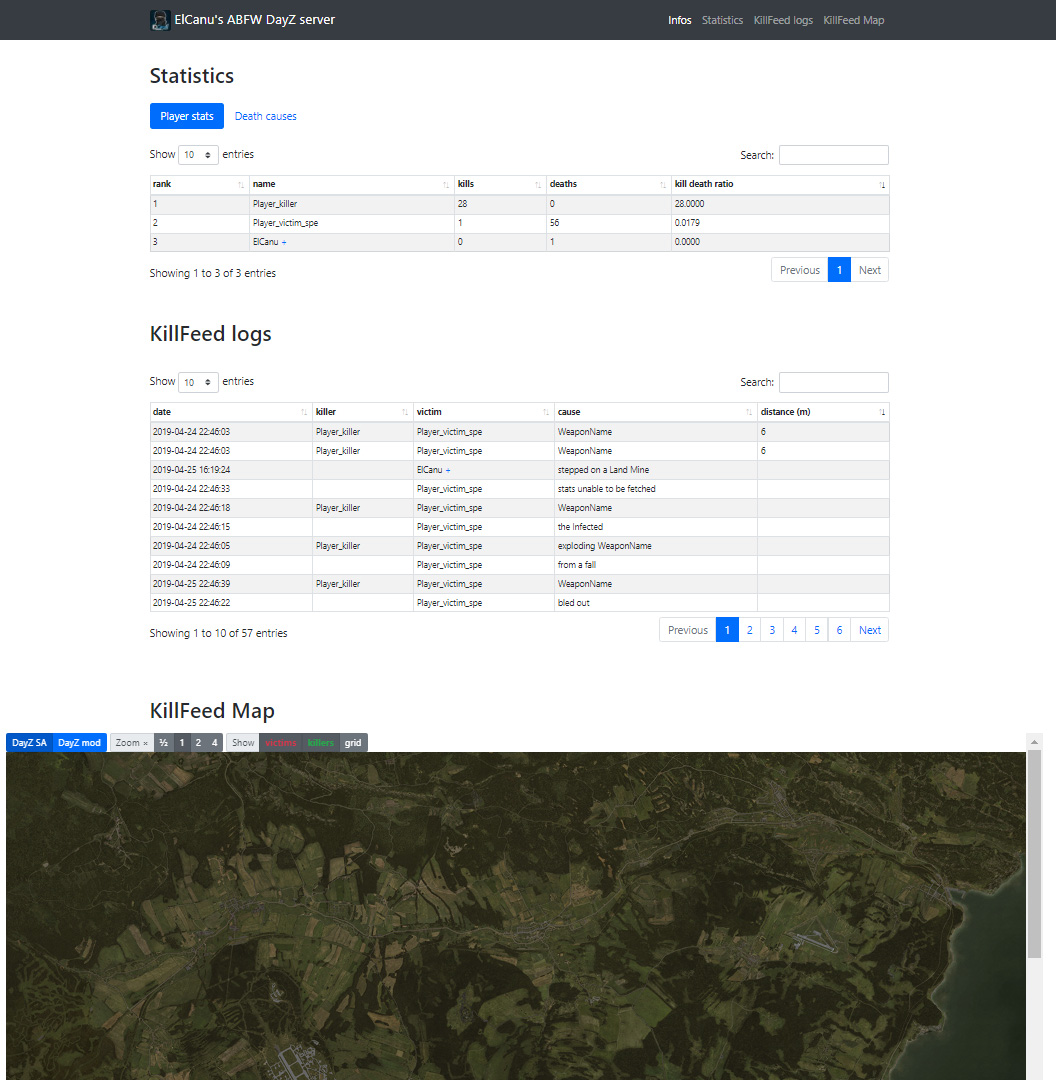 ElCanu's ABFW DayZ server Infos Statistics KillFeed logs KillFeed Map
Statistics
Player stats Death causes
Show 10 entries Search:
rank name kills deaths kill death ratio
1 Player_killer 28 0 28.0000
2 Player_victim_spe 1 56 0.0179
3 ElCanu + 0 1 0.0000
Showing 1 to 3 of 3 entries Previous 1 Next
KillFeed logs
Show 10 entries Search:
date killer victim cause distance (m)
2019-04-24 22:46:03 Player_killer Player_victim_spe WeaponName 6
2019-04-24 22:46:03 Player_killer Player_victim_spe WeaponName 6
2019-04-25 16:19:24 ElCanu + stepped on a Land Mine
2019-04-24 22:46:33 Player_victim_spe stats unable to be fetched
2019-04-24 22:46:18 Player_killer Player_victim_spe WeaponName
2019-04-24 22:46:15 Player_victim_spe the Infected
2019-04-24 22:46:05 Player_killer Player_victim_spe exploding WeaponName
2019-04-24 22:46:09 Player_victim_spe from a fall
2019-04-25 22:46:39 Player_killer Player_victim_spe WeaponName
2019-04-25 22:46:22 Player_victim_spe bled out
Showing 1 to 10 of 57 entries Previous 1 2 3 4 5 6 Next
KillFeed Map
DayZ SA DayZ mod Zoom × ½ 1 2 4 Show victims killers grid